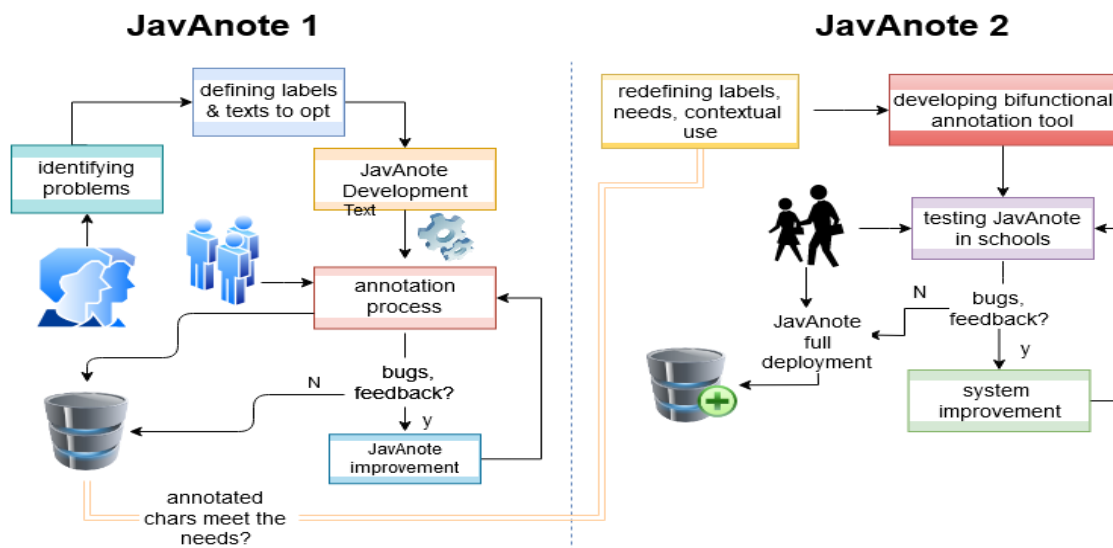 JavAnote 1
defining labels
& texts to opt
identifying
problems
JavAnote
Development
Text
annotation
process
bugs,
feedback?
N
y
JavAnote
improvement
annotated
chars meet the
needs?
JavAnote 2
redefining labels,
needs, contextual
use
developing bifunctional
annotation tool
testing JavAnote
in schools
bugs,
feedback?
N
y
JavAnote
full
deployment
system
improvement